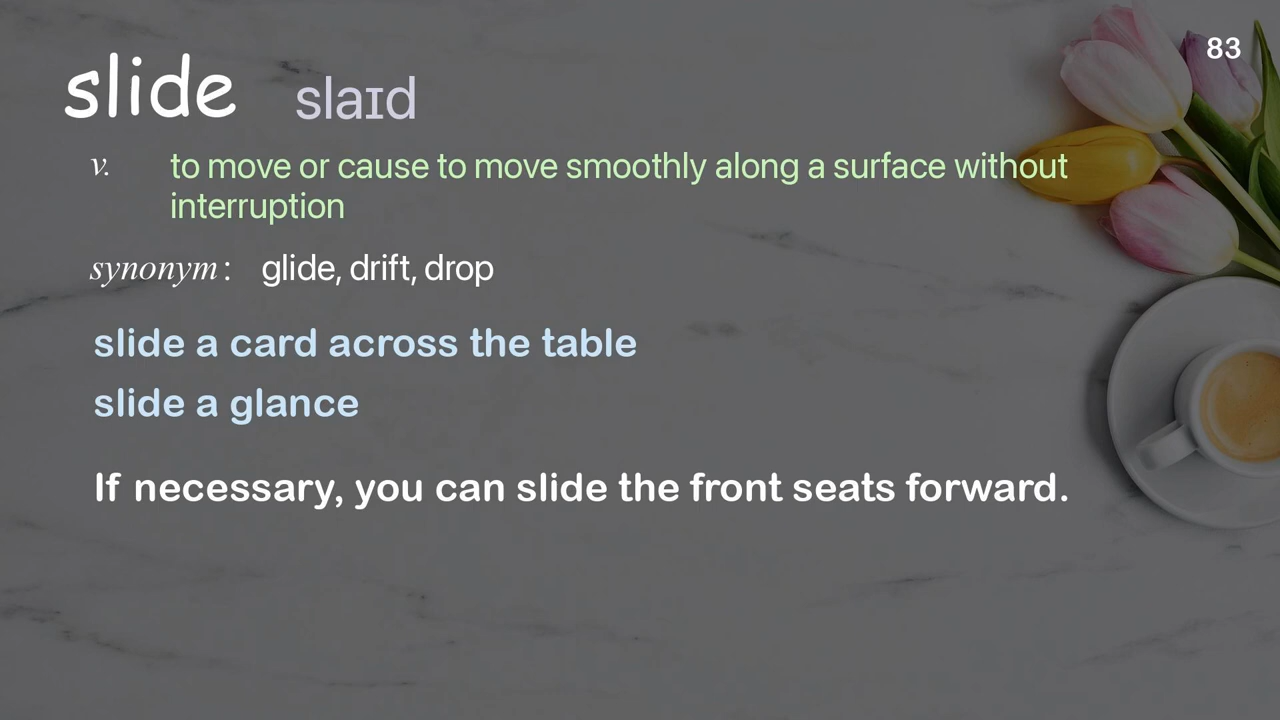 83
slide slaɪd
v. to move or cause to move smoothly along a surface without
interruption
synonym: glide, drift, drop
slide a card across the table
slide a glance
If necessary, you can slide the front seats forward.